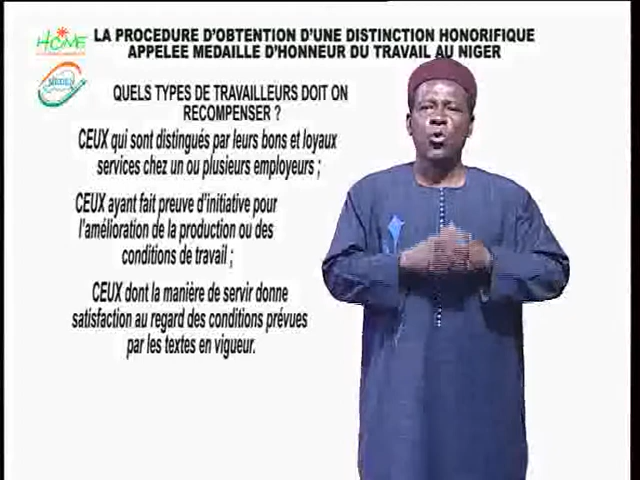 HOME
LA PROCEDURE D'OBTENTION D'UNE DISTINCTION HONORIFIQUE
APPELEE MEDAILLE D'HONNEUR DU TRAVAIL AU NIGER
QUELS TYPES DE TRAVAILLEURS DOIT ON
RECOMPENSER ?
CEUX qui sont distingués par leurs bons et loyaux
services chez un ou plusieurs employeurs ;
CEUX ayant fait preuve d'initiative pour
l'amélioration de la production ou des
conditions de travail ;
CEUX dont la manière de servir donne
satisfaction au regard des conditions prévues
par les textes en vigueur.